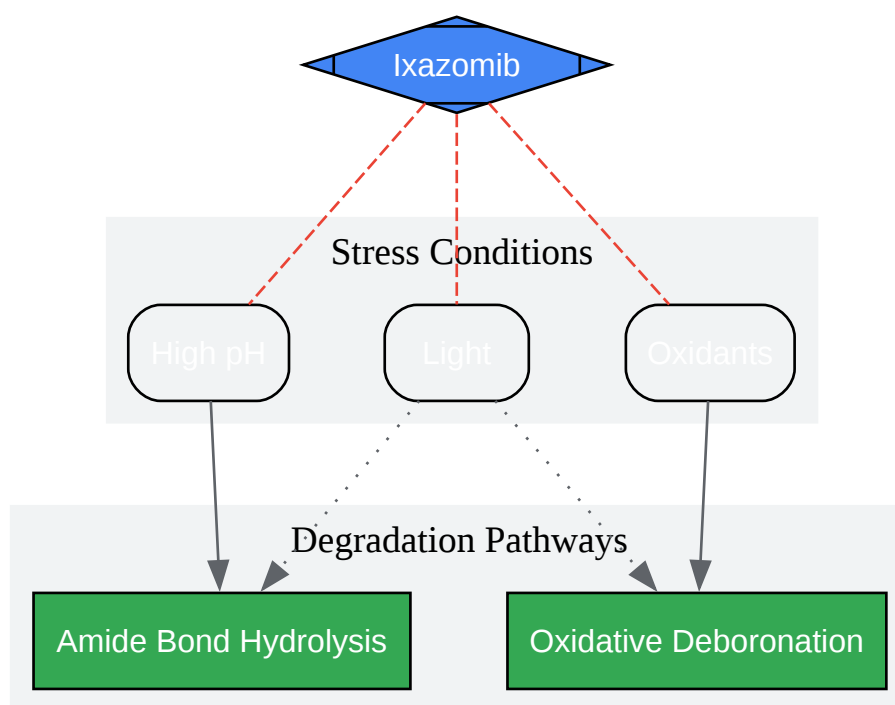 Ixazomib
Stress Conditions
High pH
Light
Oxidants
Degradation Pathways
Amide Bond Hydrolysis
Oxidative Deboronation